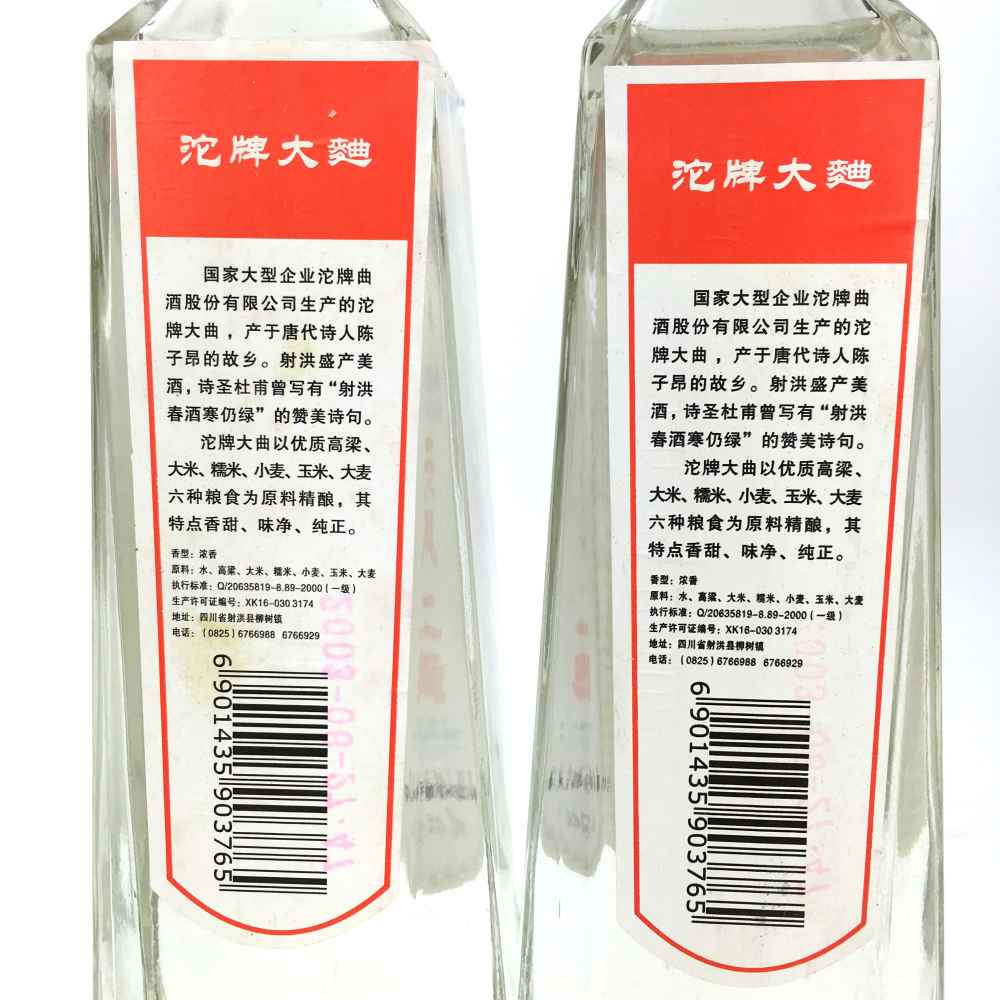 沱牌大麯
国家大型企业沱牌曲
酒股份有限公司生产的沱
牌大曲，产于唐代诗人陈
子昂的故乡。射洪盛产美
酒，诗圣杜甫曾写有“射洪
春酒寒仍绿”的赞美诗句。
沱牌大曲以优质高粱、
大米、糯米、小麦、玉米、大麦
六种粮食为原料精酿，其
特点香甜、味净、纯正。
香型：浓香
原料：水、高粱、大米、糯米、小麦、玉米、大麦
执行标准：Q/20635819-8.89-2000（一级）
生产许可证编号：XK16-030 3174
地址：四川省射洪县柳树镇
电话：（0825）6766988 6766929
6 901435 903765
2003-08-27·41
沱牌大麯
国家大型企业沱牌曲
酒股份有限公司生产的沱
牌大曲，产于唐代诗人陈
子昂的故乡。射洪盛产美
酒，诗圣杜甫曾写有“射洪
春酒寒仍绿”的赞美诗句。
沱牌大曲以优质高梁、
大米、糯米、小麦、玉米、大麦
六种粮食为原料精酿，其
特点香甜、味净、纯正。
香型：浓香
原料：水、高粱、大米、糯米、小麦、玉米、大麦
执行标准：Q/20635819-8.89-2000（一级）
生产许可证编号：XK16-030 3174
地址：四川省射洪县柳树镇
电话：（0825）6766988 6766929
6 901435 903765